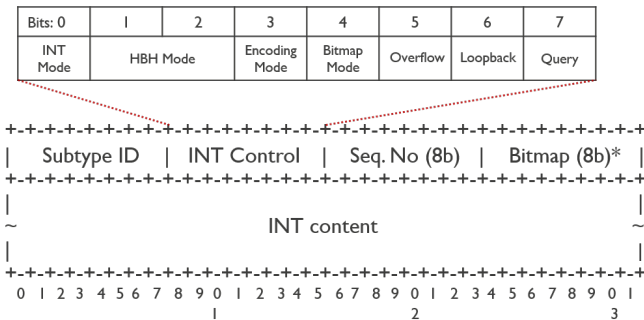 Bits: 0 1 2 3 4 5 6 7
INT Mode HBH Mode Encoding Mode Bitmap Mode Overflow Loopback Query
+-+-+-+-+-+-+-+-+-+-+-+-+-+-+-+-+-+-+-+-+-+-+-+-+-+-+-+-+-+-+-+-+
| Subtype ID | INT Control | Seq. No (8b) | Bitmap (8b)* |
+-+-+-+-+-+-+-+-+-+-+-+-+-+-+-+-+-+-+-+-+-+-+-+-+-+-+-+-+-+-+-+-+
| |
~ INT content ~
| |
+-+-+-+-+-+-+-+-+-+-+-+-+-+-+-+-+-+-+-+-+-+-+-+-+-+-+-+-+-+-+-+-+
0 1 2 3 4 5 6 7 8 9 0 1 2 3 4 5 6 7 8 9 0 1 2 3 4 5 6 7 8 9 0 1
1 2 3